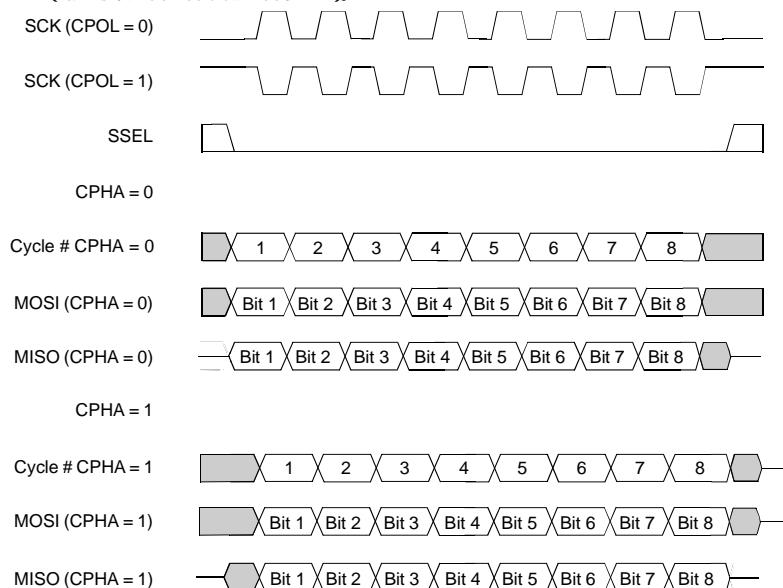 SCK (CPOL = 0)
SCK (CPOL = 1)
SSEL
CPHA = 0
Cycle # CPHA = 0 1 2 3 4 5 6 7 8
MOSI (CPHA = 0) Bit 1 Bit 2 Bit 3 Bit 4 Bit 5 Bit 6 Bit 7 Bit 8
MISO (CPHA = 0) Bit 1 Bit 2 Bit 3 Bit 4 Bit 5 Bit 6 Bit 7 Bit 8
CPHA = 1
Cycle # CPHA = 1 1 2 3 4 5 6 7 8
MOSI (CPHA = 1) Bit 1 Bit 2 Bit 3 Bit 4 Bit 5 Bit 6 Bit 7 Bit 8
MISO (CPHA = 1) Bit 1 Bit 2 Bit 3 Bit 4 Bit 5 Bit 6 Bit 7 Bit 8